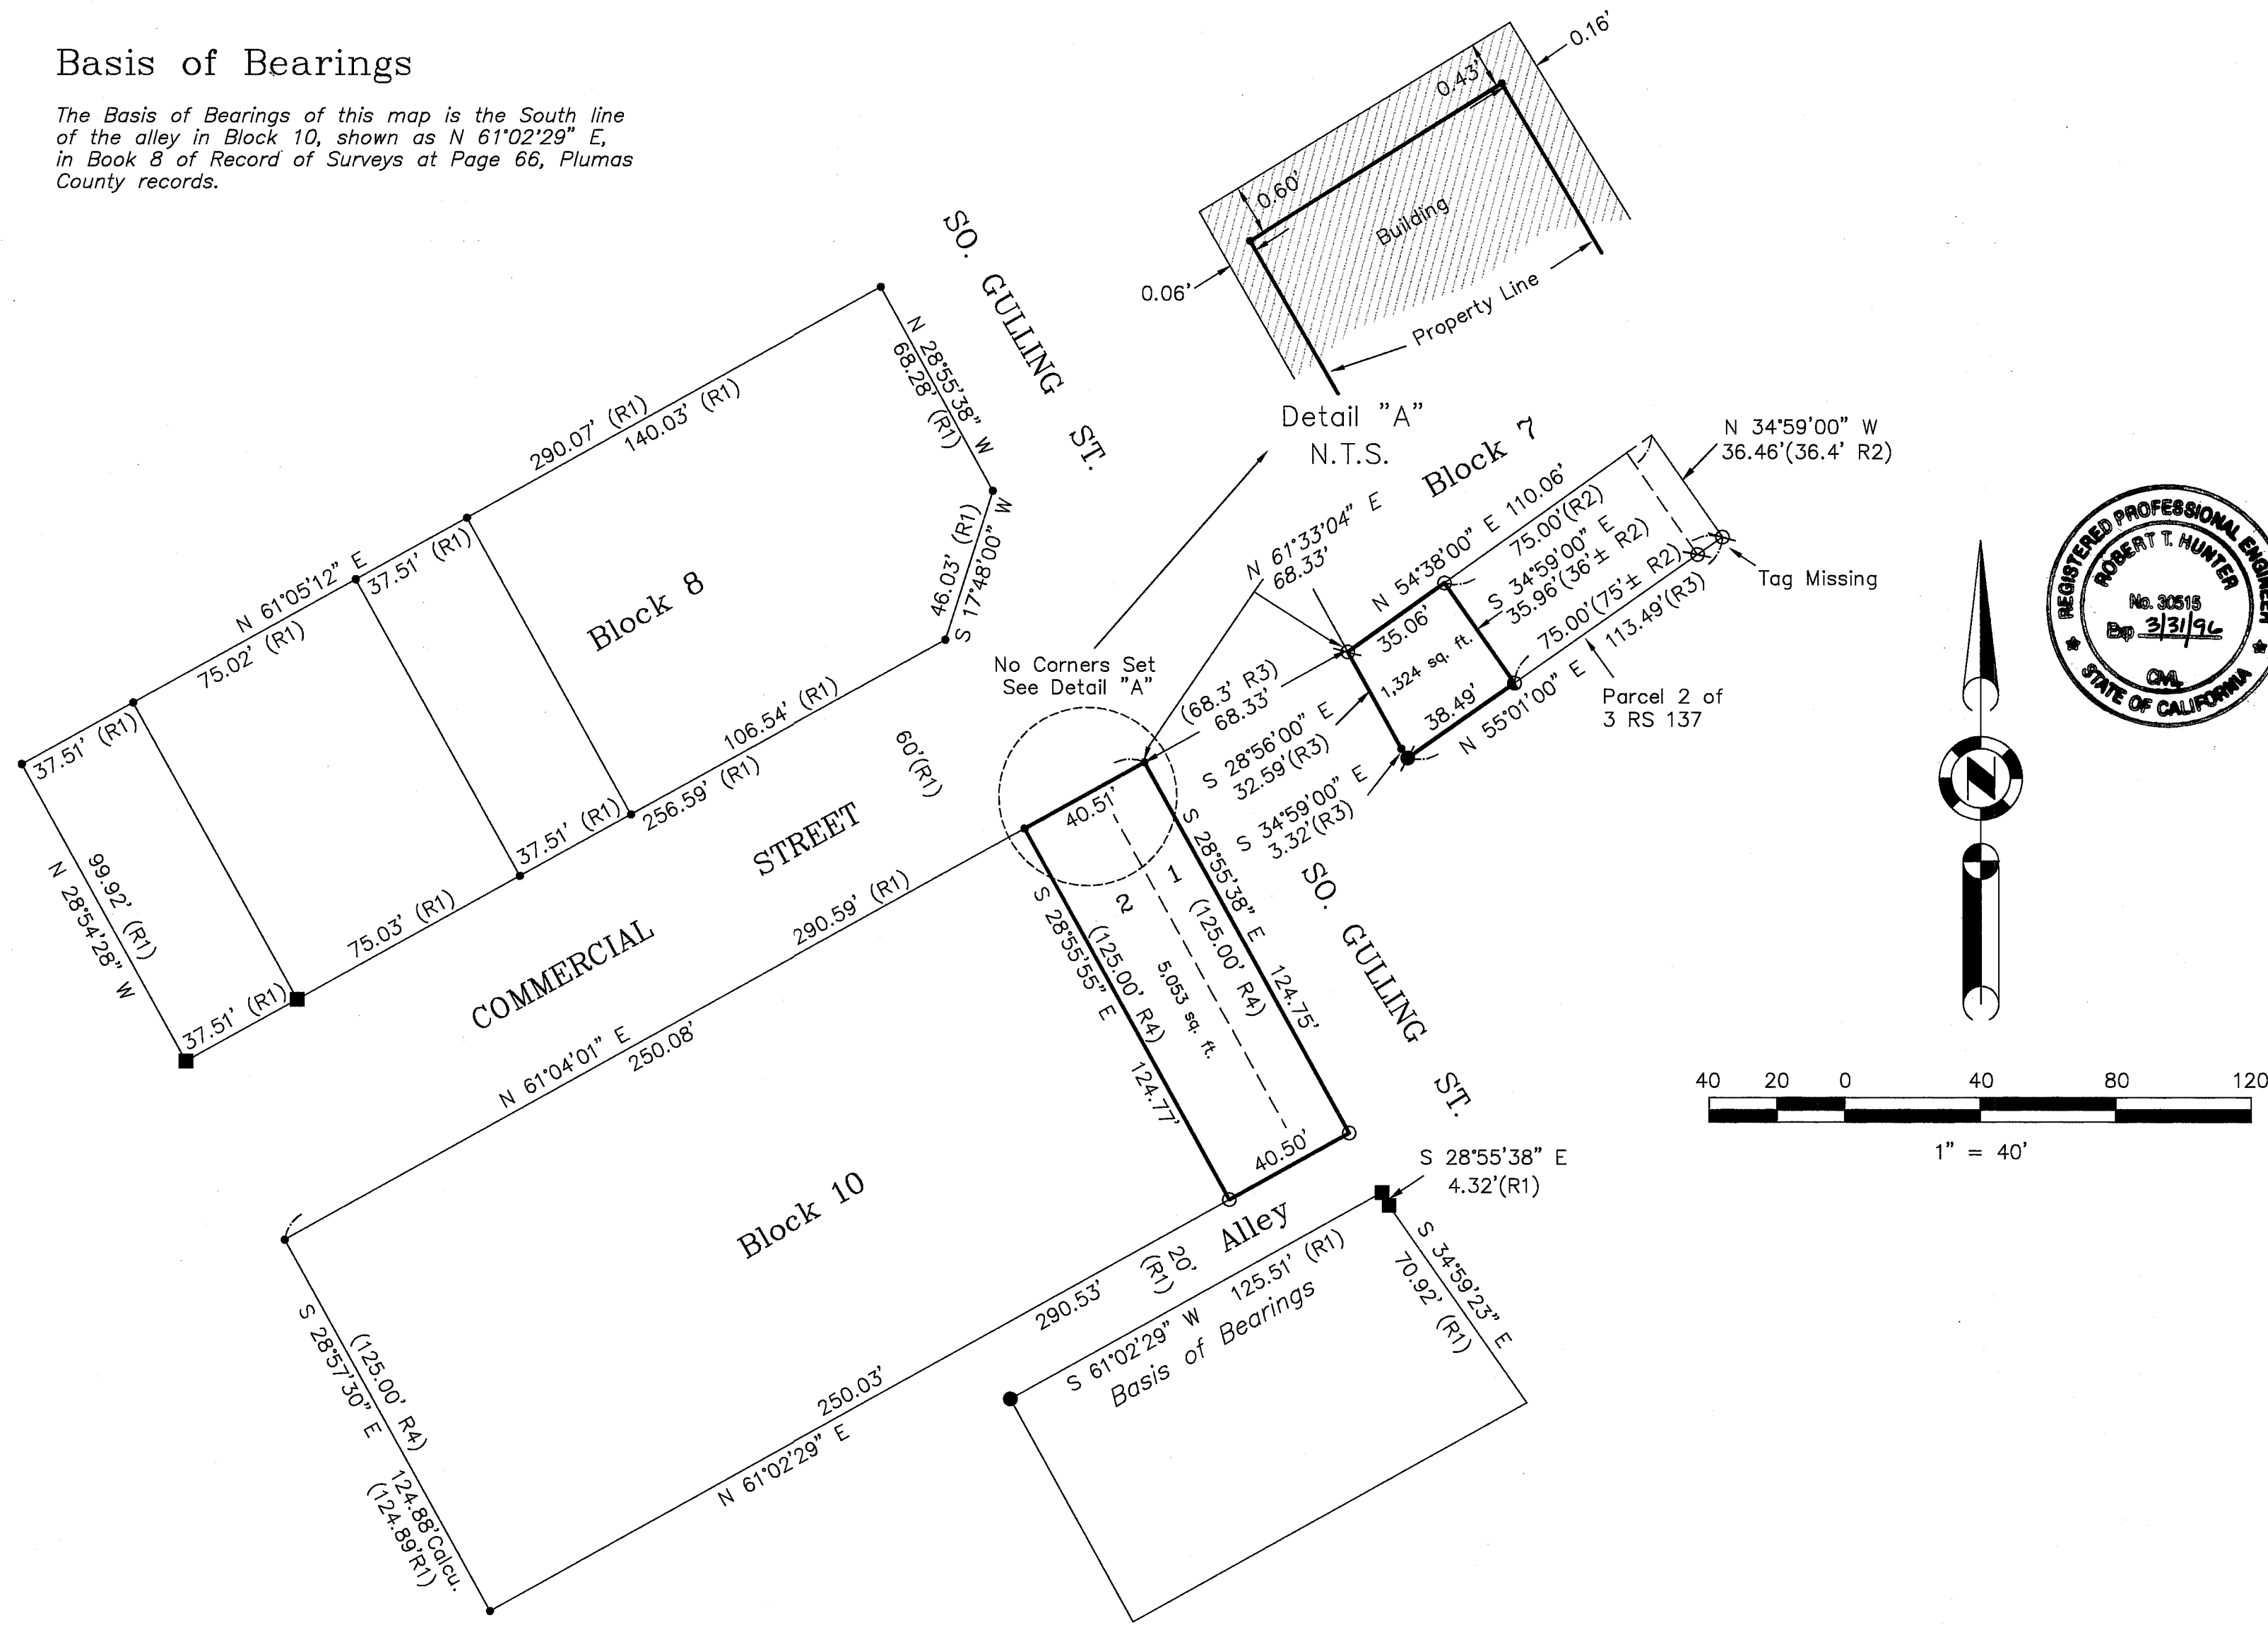 Basis of Bearings
The Basis of Bearings of this map is the South line
of the alley in Block 10, shown as N 61°02'29" E,
in Book 8 of Record of Surveys at Page 66, Plumas
County records.
0.16'
0.43'
0.60'
Building
0.06'
Property Line
Detail "A"
N.T.S.
SO. GULLING ST.
N 28°55'38" W
68.28' (R1)
290.07' (R1)
140.03' (R1)
46.03' (R1)
S 17°48'00" W
N 61°05'12" E
37.51' (R1)
75.02' (R1)
37.51' (R1)
Block 8
106.54' (R1)
256.59' (R1)
37.51' (R1)
75.03' (R1)
37.51' (R1)
99.92' (R1)
N 28°54'28" W
60'(R1)
COMMERCIAL STREET
Block 7
N 34°59'00" W
36.46'(36.4' R2)
N 61°33'04" E
68.33'
N 54°38'00" E 110.06'
75.00'(R2)
S 34°59'00" E
35.96'(36'± R2)
75.00'(75'± R2)
113.49'(R3)
N 55°01'00" E
Tag Missing
Parcel 2 of
3 RS 137
35.06'
1,324 sq. ft.
38.49'
(68.3' R3)
68.33'
S 28°56'00" E
32.59'(R3)
S 34°59'00" E
3.32'(R3)
No Corners Set
See Detail "A"
40.51'
1
2
S 28°55'38" E
(125.00' R4)
124.75'
S 28°55'55" E
(125.00' R4)
124.77'
5,053 sq. ft.
40.50'
SO. GULLING ST.
290.59' (R1)
N 61°04'01" E
250.08'
Block 10
S 28°57'30" E
(125.00' R4)
124.88'Calcu.
(124.89'R1)
Alley
20'
(R1)
290.53'
250.03'
N 61°02'29" E
S 61°02'29" W 125.51' (R1)
Basis of Bearings
S 28°55'38" E
4.32'(R1)
S 34°59'23" E
70.92' (R1)
REGISTERED PROFESSIONAL ENGINEER
ROBERT T. HUNTER
No. 30515
Exp 3/31/96
CIVIL
STATE OF CALIFORNIA
N
40 20 0 40 80 120
1" = 40'